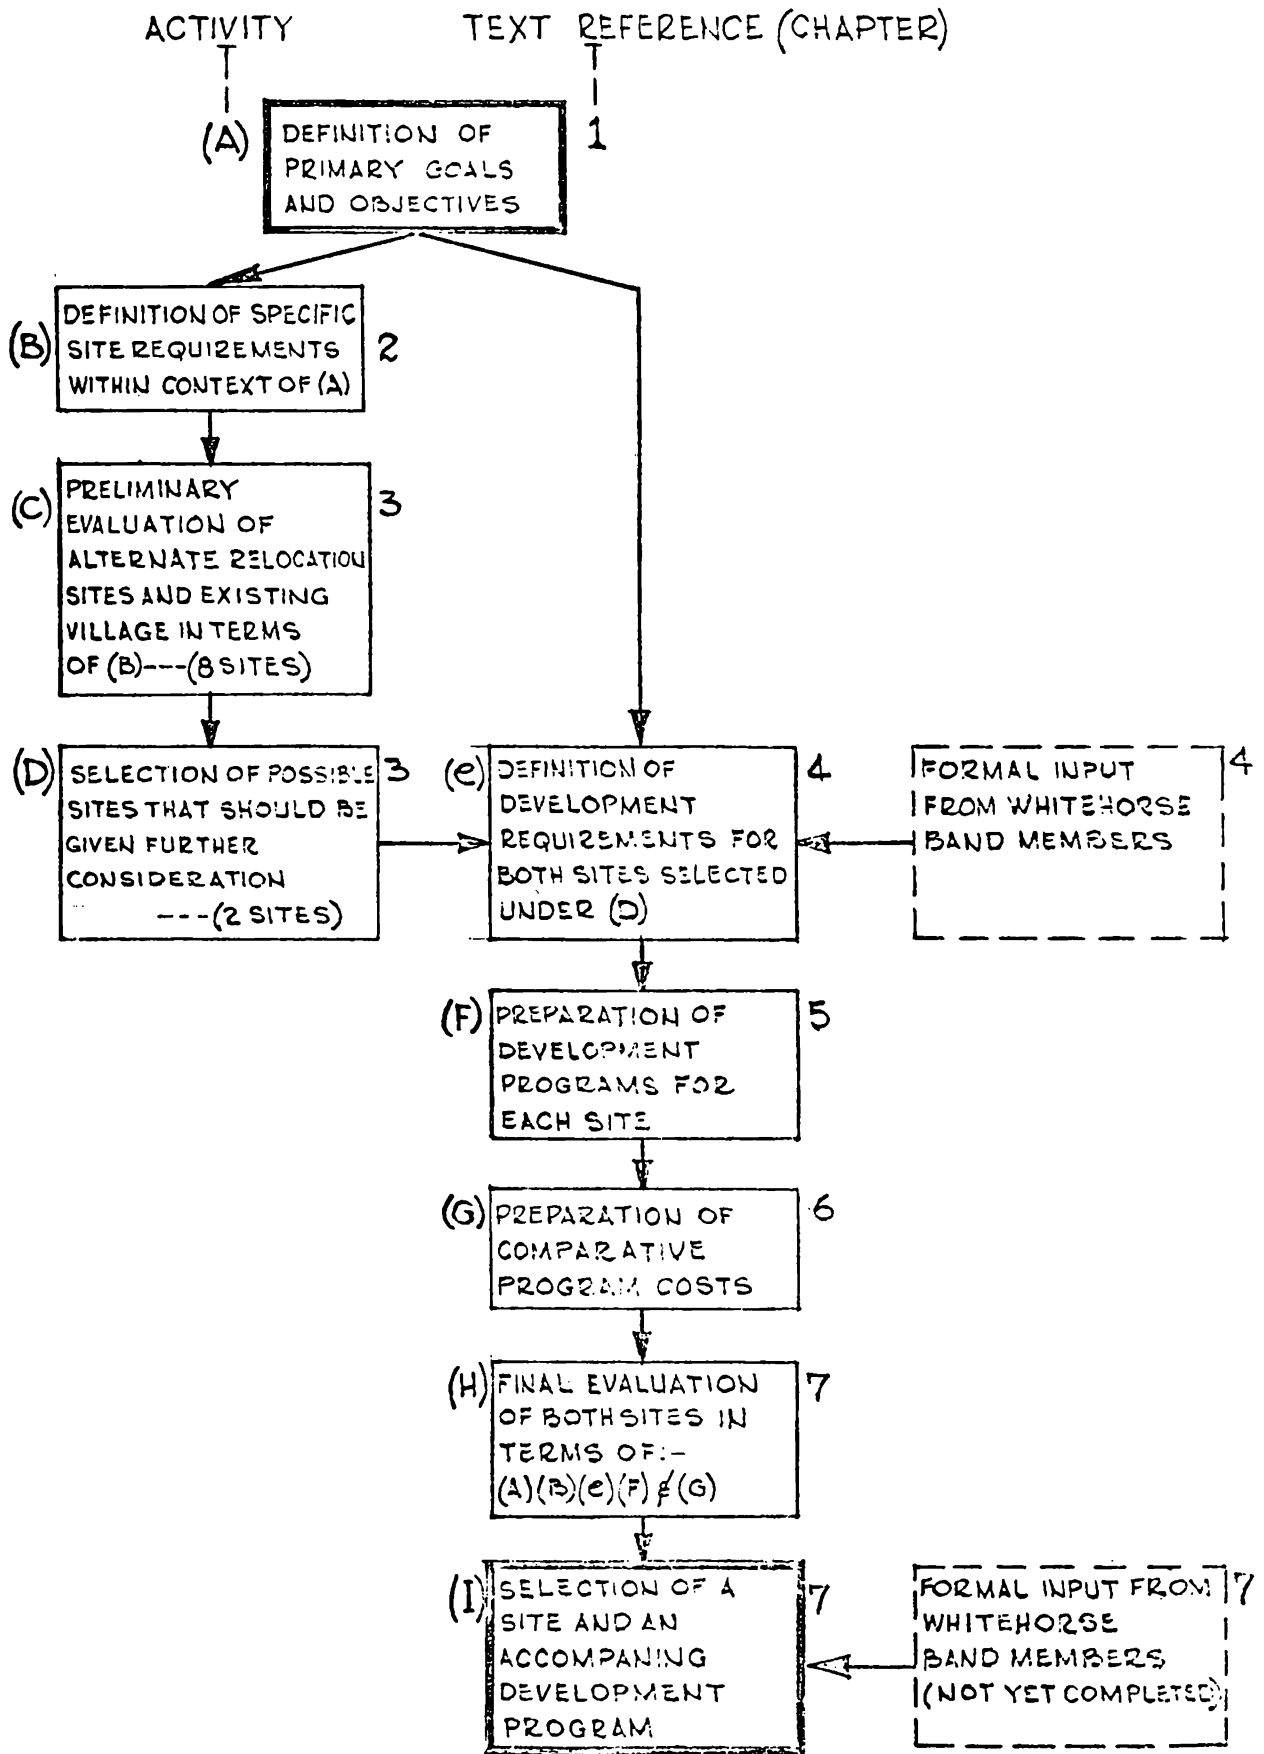 ACTIVITY
TEXT REFERENCE (CHAPTER)
(A)
DEFINITION OF
PRIMARY GOALS
AND OBJECTIVES
1
(B)
DEFINITION OF SPECIFIC
SITE REQUIREMENTS
WITHIN CONTEXT OF (A)
2
(C)
PRELIMINARY
EVALUATION OF
ALTERNATE RELOCATION
SITES AND EXISTING
VILLAGE IN TERMS
OF (B)---(8 SITES)
3
(D)
SELECTION OF POSSIBLE
SITES THAT SHOULD BE
GIVEN FURTHER
CONSIDERATION
---(2 SITES)
3
(e)
DEFINITION OF
DEVELOPMENT
REQUIREMENTS FOR
BOTH SITES SELECTED
UNDER (D)
4
FORMAL INPUT
FROM WHITEHORSE
BAND MEMBERS
4
(F)
PREPARATION OF
DEVELOPMENT
PROGRAMS FOR
EACH SITE
5
(G)
PREPARATION OF
COMPARATIVE
PROGRAM COSTS
6
(H)
FINAL EVALUATION
OF BOTH SITES IN
TERMS OF:-
(A)(B)(e)(F) & (G)
7
(I)
SELECTION OF A
SITE AND AN
ACCOMPANING
DEVELOPMENT
PROGRAM
7
FORMAL INPUT FROM
WHITEHORSE
BAND MEMBERS
(NOT YET COMPLETED)
7